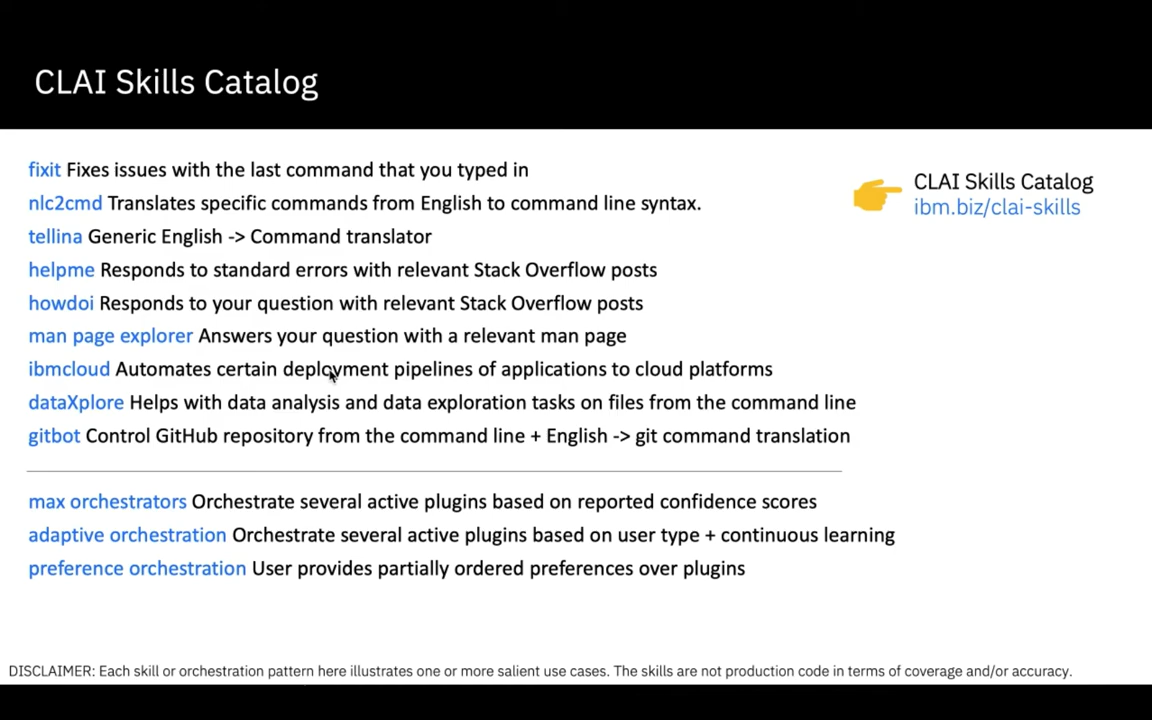 CLAI Skills Catalog
fixit Fixes issues with the last command that you typed in
nlc2cmd Translates specific commands from English to command line syntax.
tellina Generic English -> Command translator
helpme Responds to standard errors with relevant Stack Overflow posts
howdoi Responds to your question with relevant Stack Overflow posts
man page explorer Answers your question with a relevant man page
ibmcloud Automates certain deployment pipelines of applications to cloud platforms
dataXplore Helps with data analysis and data exploration tasks on files from the command line
gitbot Control GitHub repository from the command line + English -> git command translation
max orchestrators Orchestrate several active plugins based on reported confidence scores
adaptive orchestration Orchestrate several active plugins based on user type + continuous learning
preference orchestration User provides partially ordered preferences over plugins
CLAI Skills Catalog
ibm.biz/clai-skills
DISCLAIMER: Each skill or orchestration pattern here illustrates one or more salient use cases. The skills are not production code in terms of coverage and/or accuracy.